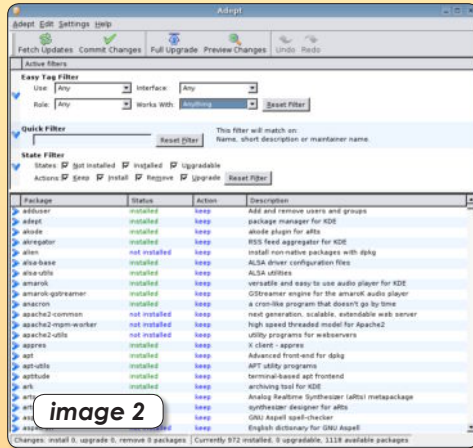 Adept
Adept Edit Settings Help
Fetch Updates Commit Changes Full Upgrade Preview Changes Undo Redo
Active filters
Easy Tag Filter
Use: Any Interface: Any
Role: Any Works With: Anything Reset Filter
Quick Filter
Reset Filter
This filter will match on:
Name, short description or maintainer name.
State Filter
States: Not Installed Installed Upgradable
Actions: Keep Install Remove Upgrade Reset Filter
Package Status Action Description
adduser installed keep Add and remove users and groups
adept installed keep package manager for KDE
akode installed keep akode plugin for aRts
akregator installed keep RSS feed aggregator for KDE
alien not installed keep install non-native packages with dpkg
alsa-base installed keep ALSA driver configuration files
alsa-utils installed keep ALSA utilities
amarok installed keep versatile and easy to use audio player for KDE
amarok-gstreamer installed keep GStreamer engine for the amaroK audio player
anacron installed keep a cron-like program that doesn't go by time
apache2-common not installed keep next generation, scalable, extendable web server
apache2-mpm-worker not installed keep high speed threaded model for Apache2
apache2-utils not installed keep utility programs for webservers
appres installed keep X client - appres
apt installed keep Advanced front-end for dpkg
apt-utils installed keep APT utility programs
aptitude installed keep terminal-based apt frontend
ark installed keep archiving tool for KDE
arts installed keep Analog Realtime Synthesizer (aRts) metapackage
installed keep synthesizer designer for aRts
installed keep GNU Aspell spell-checker
not installed keep English dictionary for GNU Aspell
image 2
Changes: install 0, upgrade 0, remove 0 packages Currently 972 installed, 0 upgradable, 1118 available packages